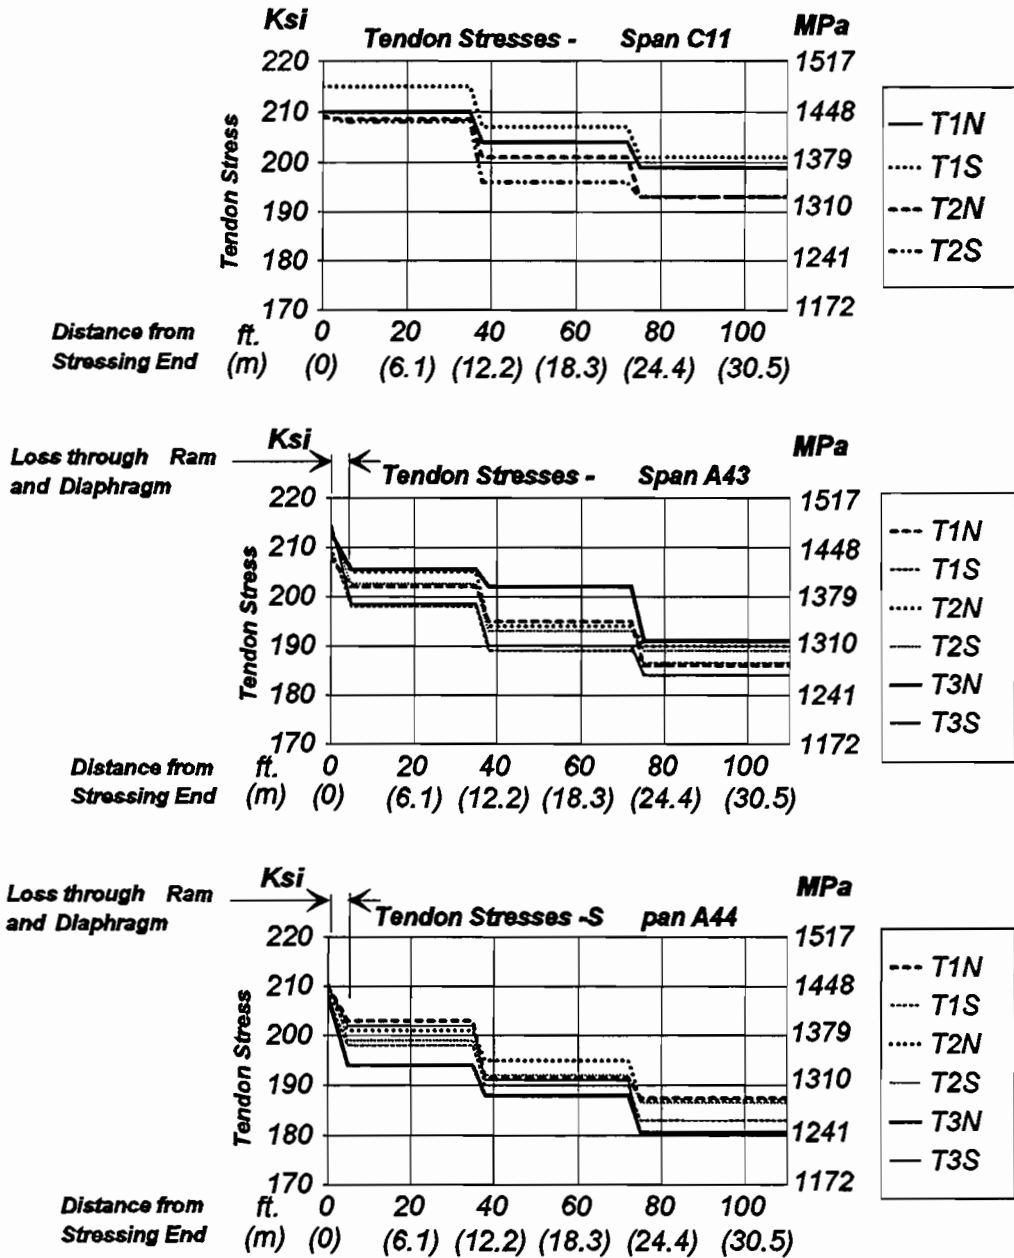 Ksi Tendon Stresses - Span C11 MPa
220 1517
210 1448
200 1379
190 1310
180 1241
170 1172
Tendon Stress
T1N
T1S
T2N
T2S
Distance from ft. 0 20 40 60 80 100
Stressing End (m) (0) (6.1) (12.2) (18.3) (24.4) (30.5)
Loss through Ram
and Diaphragm
Ksi Tendon Stresses - Span A43 MPa
220 1517
210 1448
200 1379
190 1310
180 1241
170 1172
Tendon Stress
T1N
T1S
T2N
T2S
T3N
T3S
Distance from ft. 0 20 40 60 80 100
Stressing End (m) (0) (6.1) (12.2) (18.3) (24.4) (30.5)
Loss through Ram
and Diaphragm
Ksi Tendon Stresses -S pan A44 MPa
220 1517
210 1448
200 1379
190 1310
180 1241
170 1172
Tendon Stress
T1N
T1S
T2N
T2S
T3N
T3S
Distance from ft. 0 20 40 60 80 100
Stressing End (m) (0) (6.1) (12.2) (18.3) (24.4) (30.5)